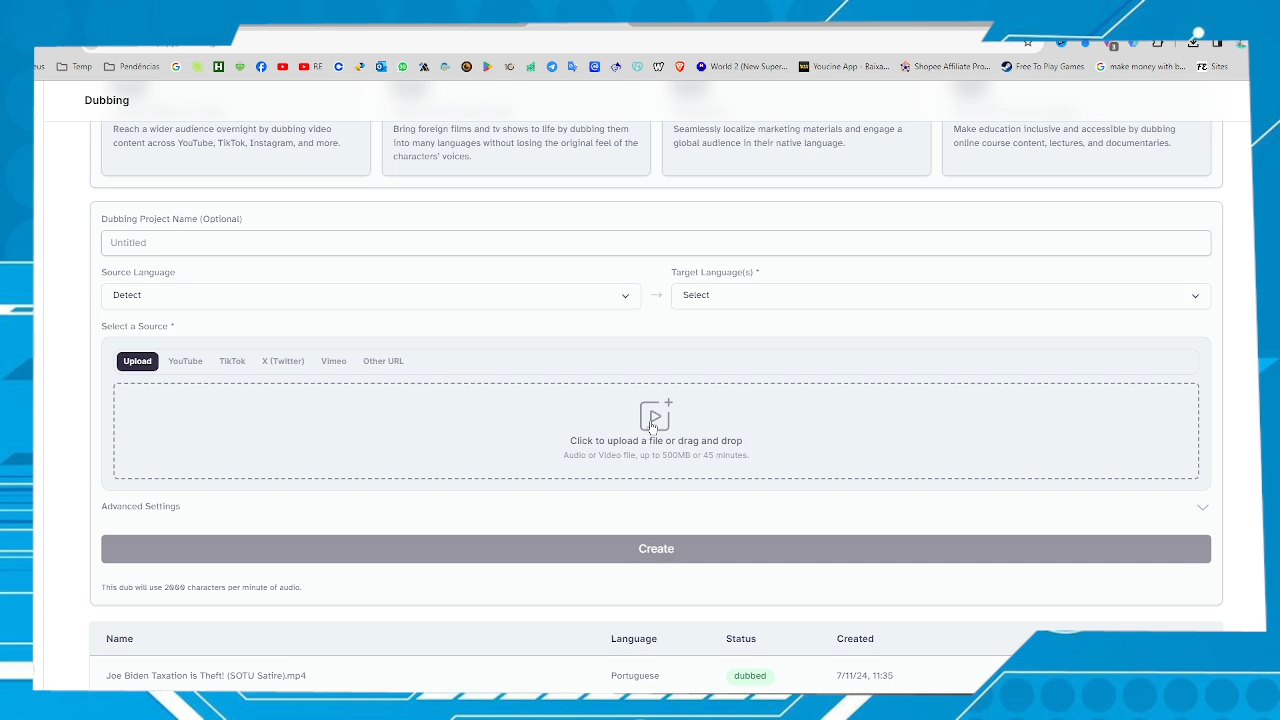 eus
Temp
Pendências
RE
World 2 (New Super...
Youcine App - Baixa...
Shopee Affiliate Pro...
Free To Play Games
make money with b...
Sites
Dubbing
Reach a wider audience overnight by dubbing video
content across YouTube, TikTok, Instagram, and more.
Bring foreign films and tv shows to life by dubbing them
into many languages without losing the original feel of the
characters' voices.
Seamlessly localize marketing materials and engage a
global audience in their native language.
Make education inclusive and accessible by dubbing
online course content, lectures, and documentaries.
Dubbing Project Name (Optional)
Untitled
Source Language
Target Language(s) *
Detect
Select
Select a Source *
Upload YouTube TikTok X (Twitter) Vimeo Other URL
Click to upload a file or drag and drop
Audio or Video file, up to 500MB or 45 minutes.
Advanced Settings
Create
This dub will use 2000 characters per minute of audio.
Name Language Status Created
Joe Biden Taxation is Theft! (SOTU Satire).mp4 Portuguese dubbed 7/11/24, 11:35